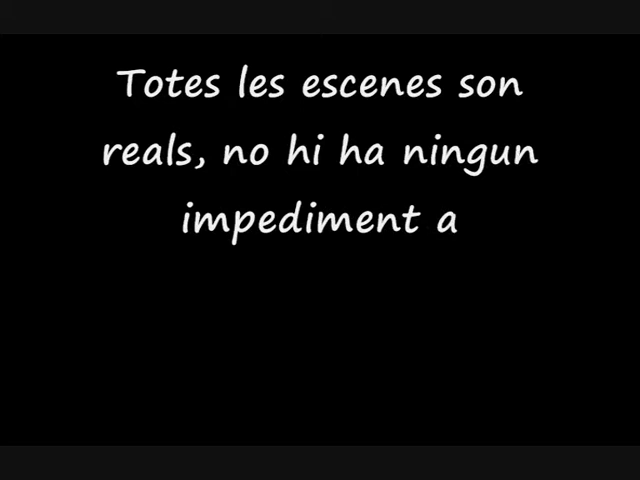 Totes les escenes son
reals, no hi ha ningun
impediment a